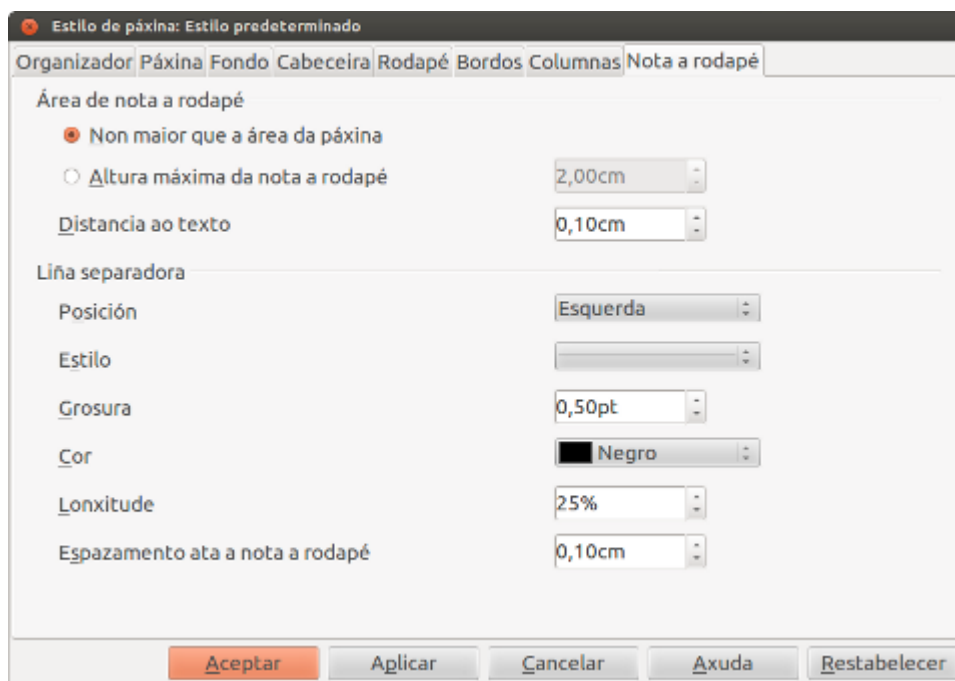 Estilo de páxina: Estilo predeterminado
Organizador Páxina Fondo Cabeceira Rodapé Bordos Columnas Nota a rodapé
Área de nota a rodapé
Non maior que a área da páxina
Altura máxima da nota a rodapé 2,00cm
Distancia ao texto 0,10cm
Liña separadora
Posición Esquerda
Estilo
Grosura 0,50pt
Cor Negro
Lonxitude 25%
Espazamento ata a nota a rodapé 0,10cm
Aceptar Aplicar Cancelar Axuda Restabelecer